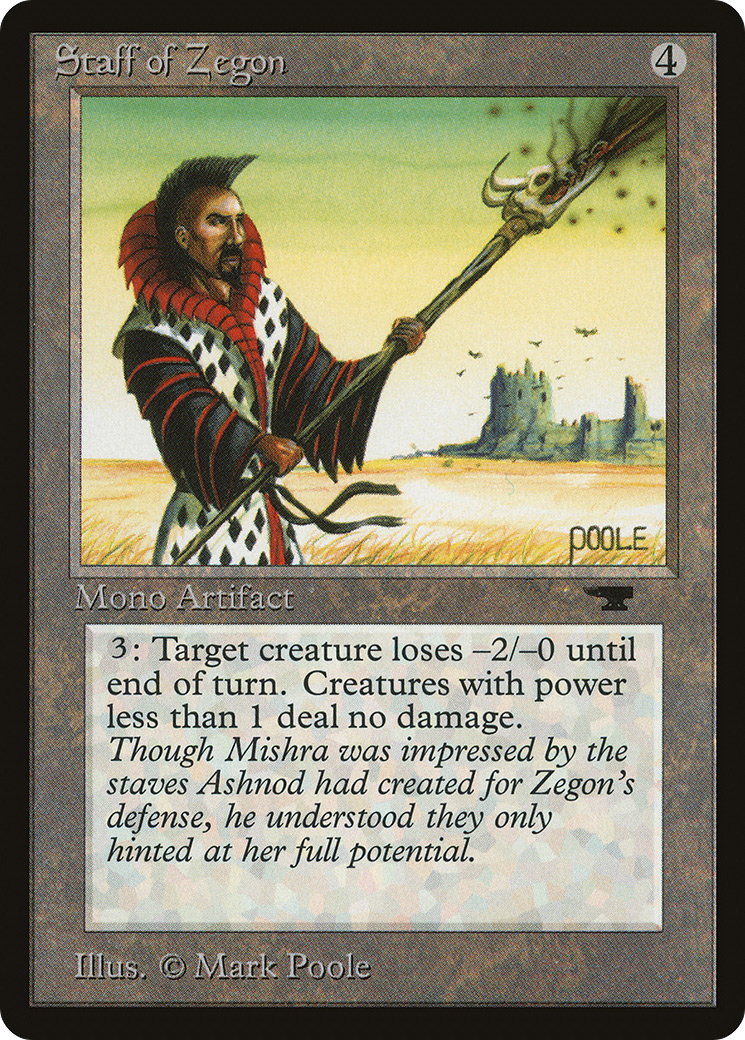 Staff of Zegon 4
POOLE
Mono Artifact
3: Target creature loses –2/–0 until
end of turn. Creatures with power
less than 1 deal no damage.
Though Mishra was impressed by the
staves Ashnod had created for Zegon's
defense, he understood they only
hinted at her full potential.
Illus. © Mark Poole